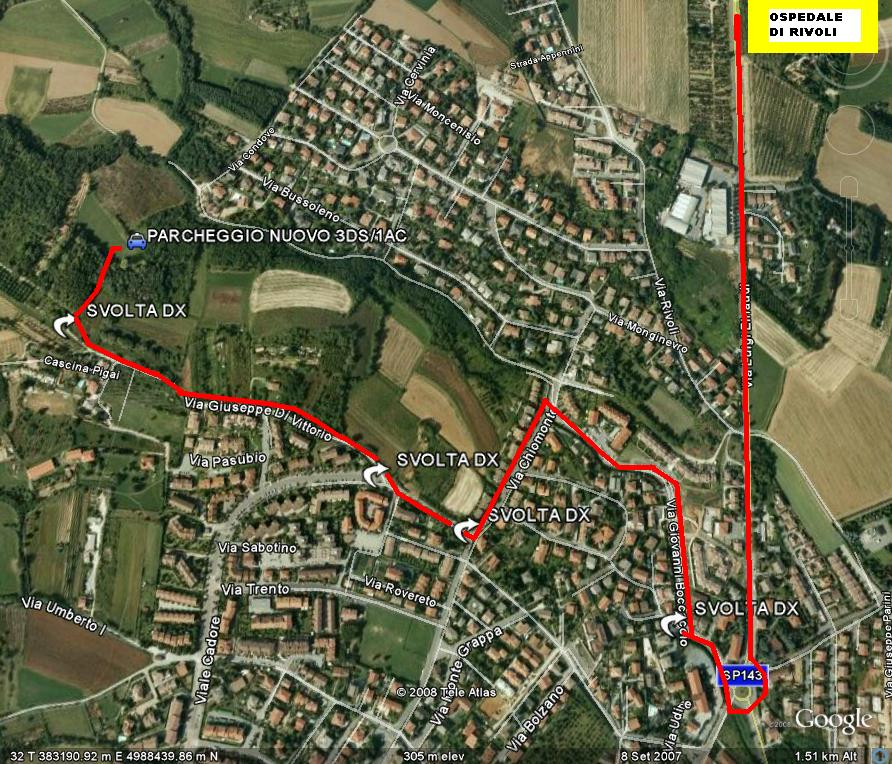 OSPEDALE
DI RIVOLI
Strada Appennini
Via Cervinia
Via Moncenisio
Via Condove
Via Bussoleno
PARCHEGGIO NUOVO 3DS/1AC
Via Rivoli
Via Luigi Einaudi
SVOLTA DX
Via Monginevro
Cascina Pigai
Via Giuseppe Di Vittorio
Via Chiomonte
Via Pasubio
SVOLTA DX
SVOLTA DX
Via Giovanni Boccaccio
Via Sabotino
Via Trento
Via Rovereto
SVOLTA DX
Via Umberto I
Viale Cadore
Via Monte Grappa
Via Giuseppe Parini
SP143
© 2008 Tele Atlas
Via Bolzano
Via Udine
© 2008 Google
32 T 383190.92 m E 4988439.86 m N
305 m elev
8 Set 2007
1.51 km Alt